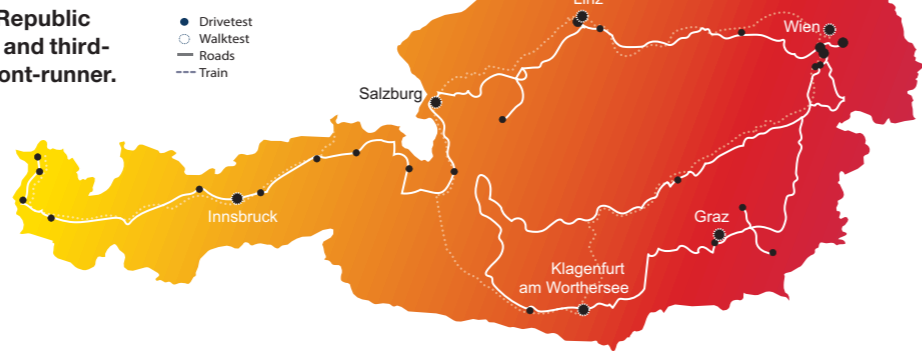 Republic
and third-
ont-runner.
Drivetest
Walktest
Roads
Train
Linz
Wien
Salzburg
Innsbruck
Graz
Klagenfurt
am Worthersee